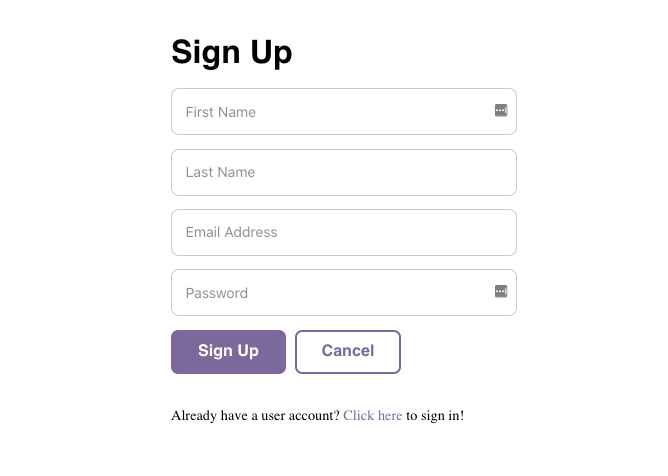 Sign Up
First Name
Last Name
Email Address
Password
Sign Up Cancel
Already have a user account? Click here to sign in!